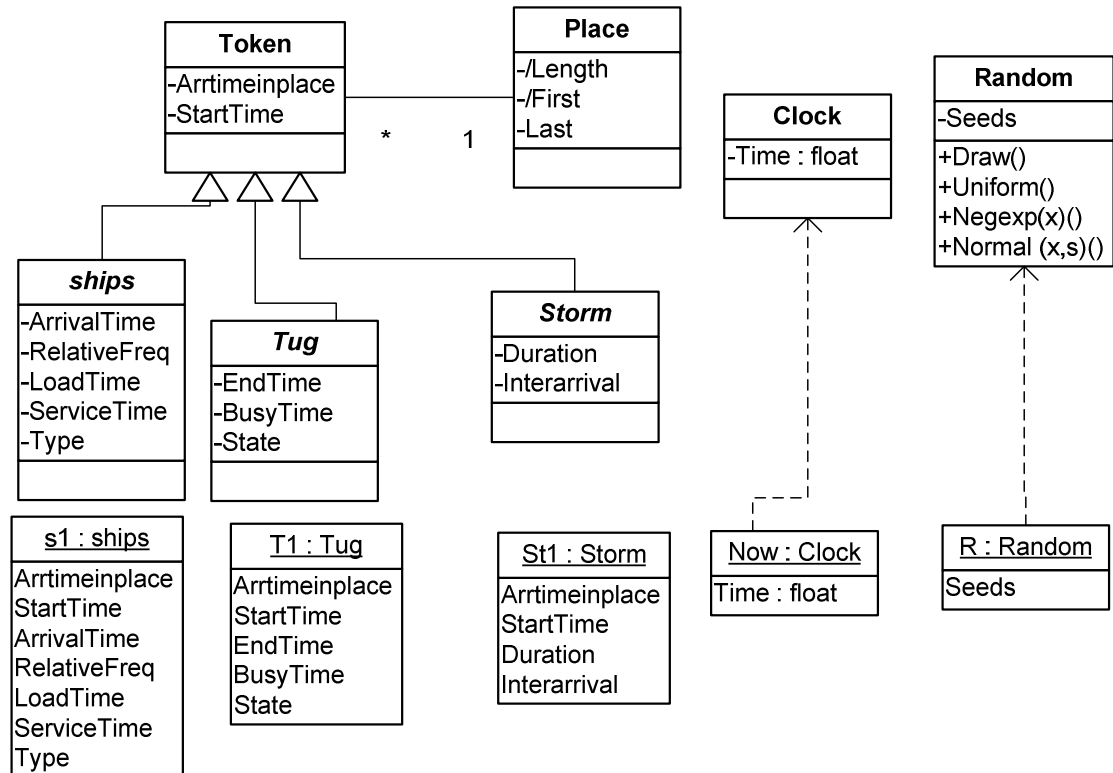 Token
-Arrtimeinplace
-StartTime
Place
-/Length
-/First
-Last
*
1
Clock
-Time : float
Random
-Seeds
+Draw()
+Uniform()
+Negexp(x)()
+Normal (x,s)()
ships
-ArrivalTime
-RelativeFreq
-LoadTime
-ServiceTime
-Type
Tug
-EndTime
-BusyTime
-State
Storm
-Duration
-Interarrival
s1 : ships
Arrtimeinplace
StartTime
ArrivalTime
RelativeFreq
LoadTime
ServiceTime
Type
T1 : Tug
Arrtimeinplace
StartTime
EndTime
BusyTime
State
St1 : Storm
Arrtimeinplace
StartTime
Duration
Interarrival
Now : Clock
Time : float
R : Random
Seeds